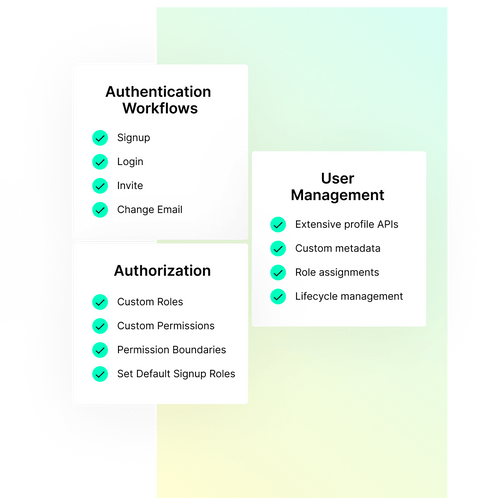 Authentication
Workflows
Signup
Login
Invite
Change Email
User
Management
Extensive profile APIs
Custom metadata
Role assignments
Lifecycle management
Authorization
Custom Roles
Custom Permissions
Permission Boundaries
Set Default Signup Roles